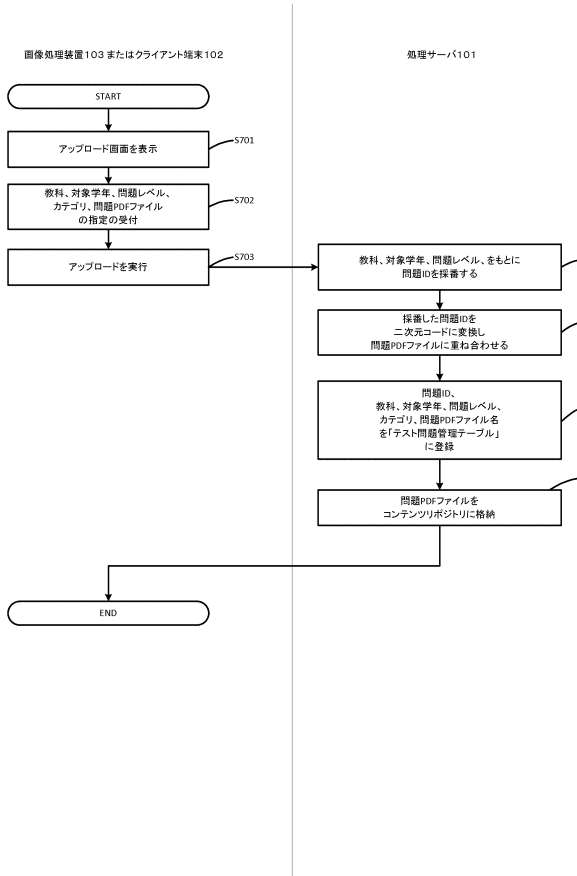 画像処理装置103またはクライアント端末102
処理サーバ101
START
アップロード画面を表示
S701
教科、対象学年、問題レベル、
カテゴリ、問題PDFファイル
の指定の受付
S702
アップロードを実行
S703
教科、対象学年、問題レベル、をもとに
問題IDを採番する
採番した問題IDを
二次元コードに変換し
問題PDFファイルに重ね合わせる
問題ID、
教科、対象学年、問題レベル、
カテゴリ、問題PDFファイル名
を「テスト問題管理テーブル」
に登録
問題PDFファイルを
コンテンツリポジトリに格納
END